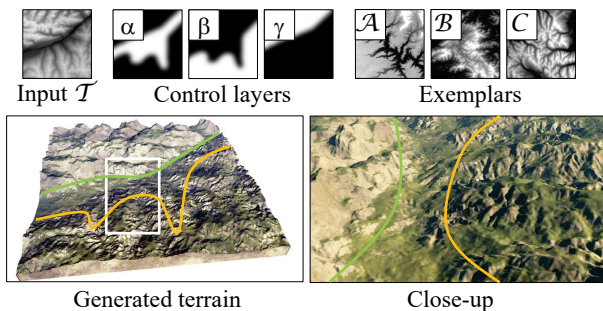 α β γ 𝒜 ℬ 𝒞
Input 𝒯 Control layers Exemplars
Generated terrain Close-up